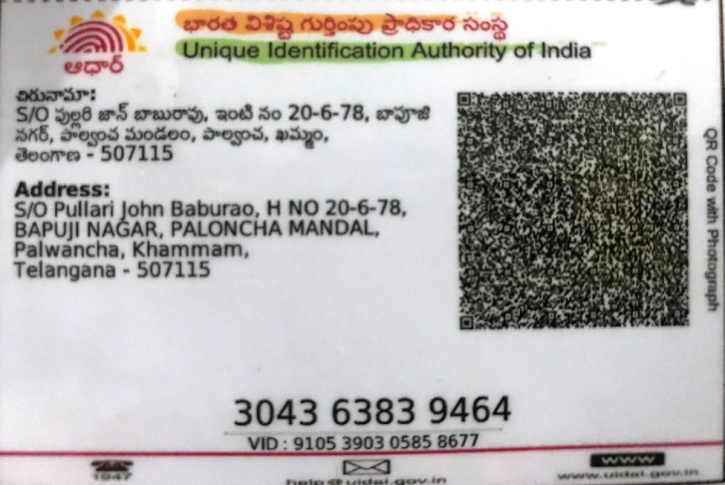 భారత విశిష్ట గుర్తింపు ప్రాధికార సంస్థ
Unique Identification Authority of India
ఆధార్
చిరునామా:
S/O పుల్లరి జాన్ బాబురావు, ఇంటి నం 20-6-78, బాపూజి
నగర్, పాల్వంచ మండలం, పాల్వంచ, ఖమ్మం,
తెలంగాణ - 507115
Address:
S/O Pullari John Baburao, H NO 20-6-78,
BAPUJI NAGAR, PALONCHA MANDAL,
Palwancha, Khammam,
Telangana - 507115
QR Code with Photograph
3043 6383 9464
VID : 9105 3903 0585 8677
1947
help@uidai.gov.in
www
www.uidai.gov.in